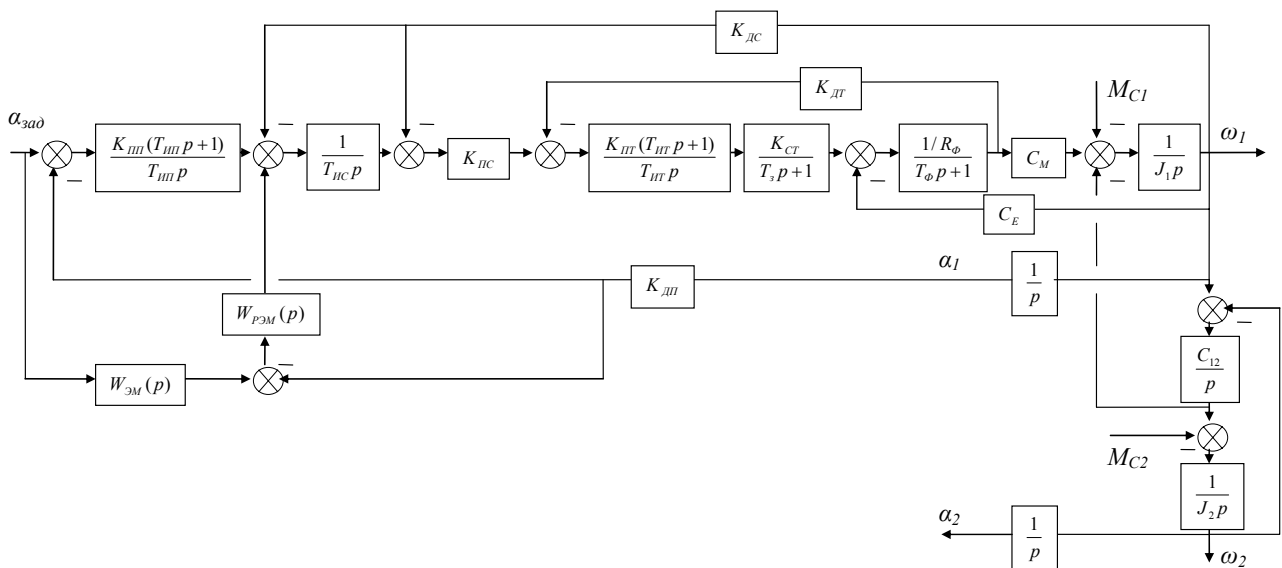 K_ДС
K_ДТ
M_C1
α_зад
K_ПП (T_ИП p + 1) / T_ИП p
1 / T_ИС p
K_ПС
K_ПТ (T_ИТ p + 1) / T_ИТ p
K_СТ / T_з p + 1
1 / R_Ф / T_Ф p + 1
C_М
1 / J_1 p
ω_1
C_E
α_1
1 / p
K_ДП
W_РЭМ (p)
W_ЭМ (p)
C_12 / p
M_C2
1 / J_2 p
α_2
1 / p
ω_2